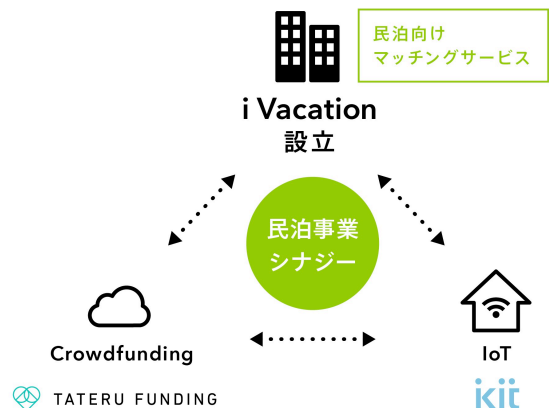 民泊向け
マッチングサービス
i Vacation
設立
民泊事業
シナジー
Crowdfunding
IoT
TATERU FUNDING
kit